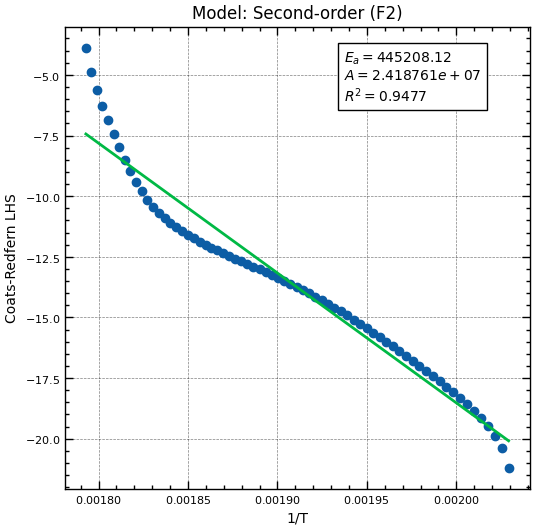 Model: Second-order (F2)
E_a = 445208.12
A = 2.418761e + 07
R^2 = 0.9477
Coats-Redfern LHS
−5.0
−7.5
−10.0
−12.5
−15.0
−17.5
−20.0
0.00180 0.00185 0.00190 0.00195 0.00200
1/T